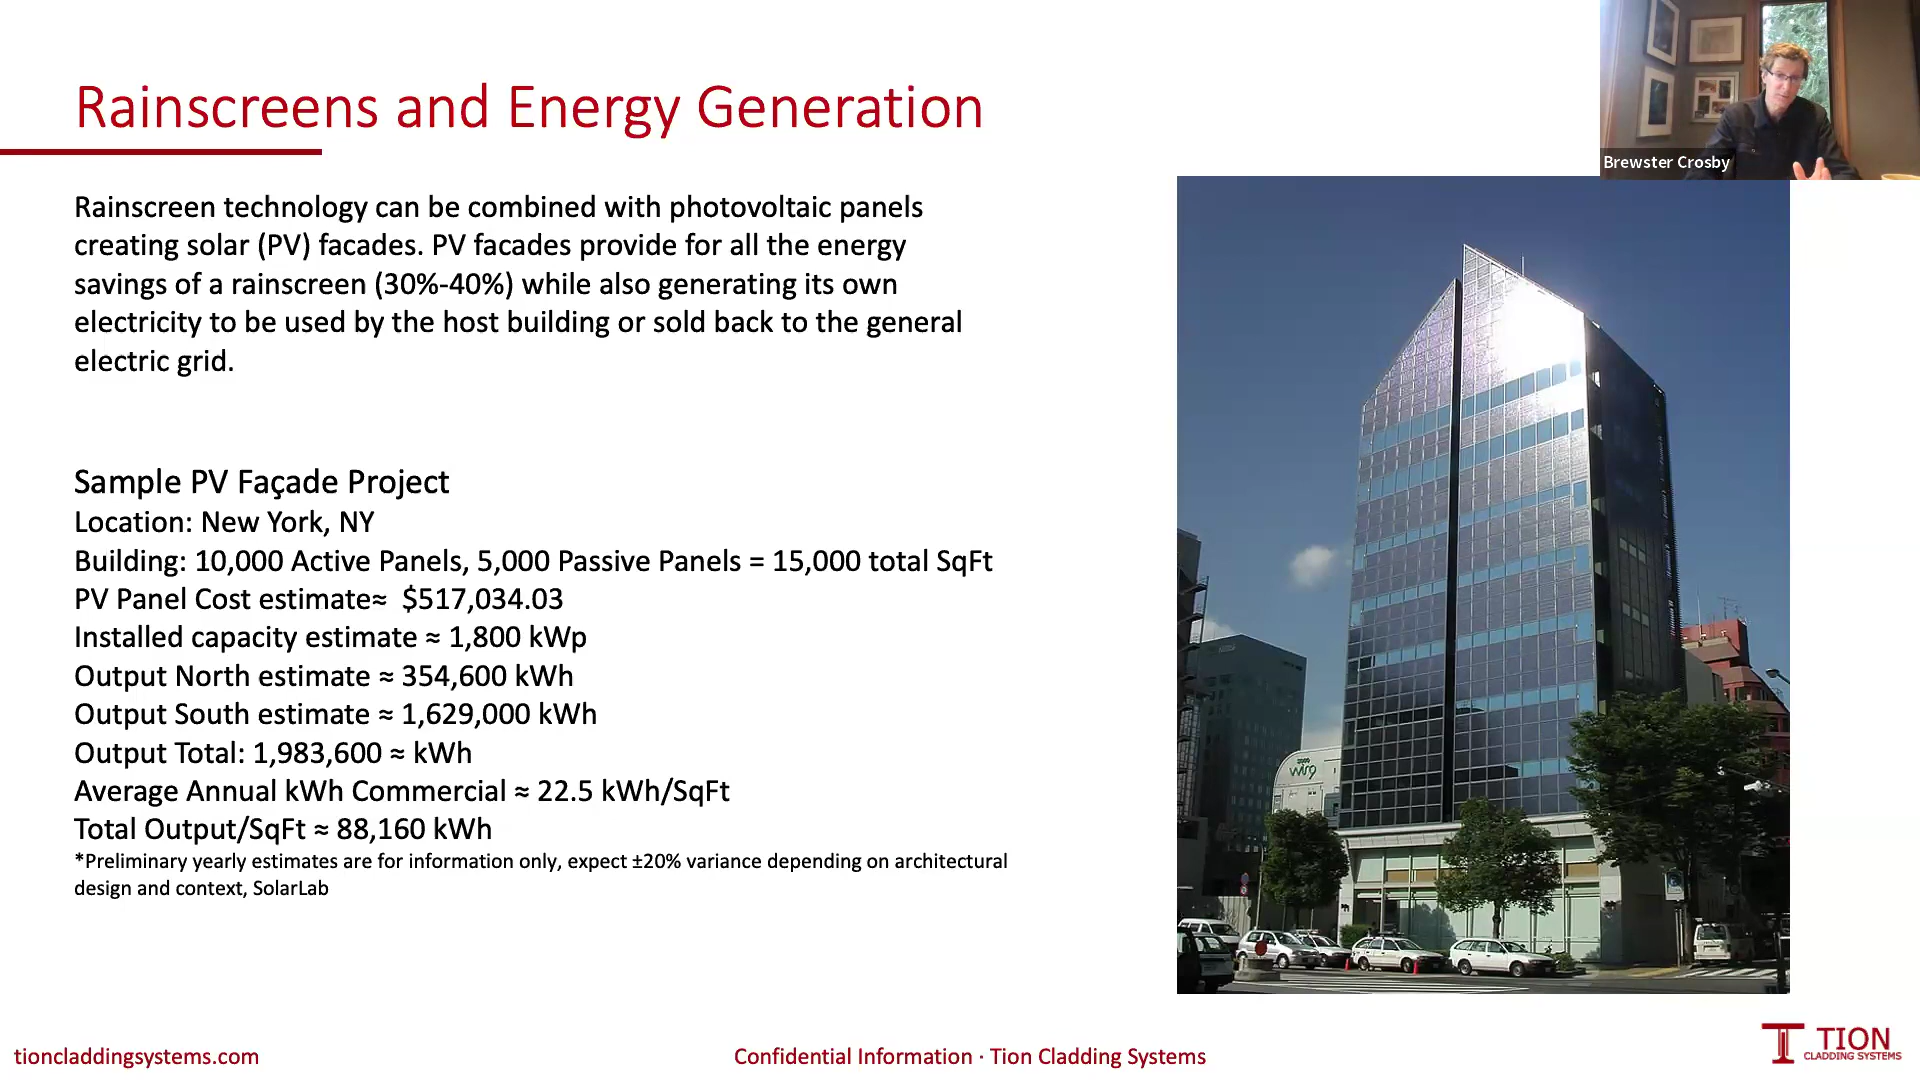 Rainscreens and Energy Generation
Brewster Crosby
Rainscreen technology can be combined with photovoltaic panels
creating solar (PV) facades. PV facades provide for all the energy
savings of a rainscreen (30%-40%) while also generating its own
electricity to be used by the host building or sold back to the general
electric grid.
Sample PV Façade Project
Location: New York, NY
Building: 10,000 Active Panels, 5,000 Passive Panels = 15,000 total SqFt
PV Panel Cost estimate≈ $517,034.03
Installed capacity estimate ≈ 1,800 kWp
Output North estimate ≈ 354,600 kWh
Output South estimate ≈ 1,629,000 kWh
Output Total: 1,983,600 ≈ kWh
Average Annual kWh Commercial ≈ 22.5 kWh/SqFt
Total Output/SqFt ≈ 88,160 kWh
*Preliminary yearly estimates are for information only, expect ±20% variance depending on architectural
design and context, SolarLab
wing
tioncladdingsystems.com
Confidential Information · Tion Cladding Systems
TION
CLADDING SYSTEMS